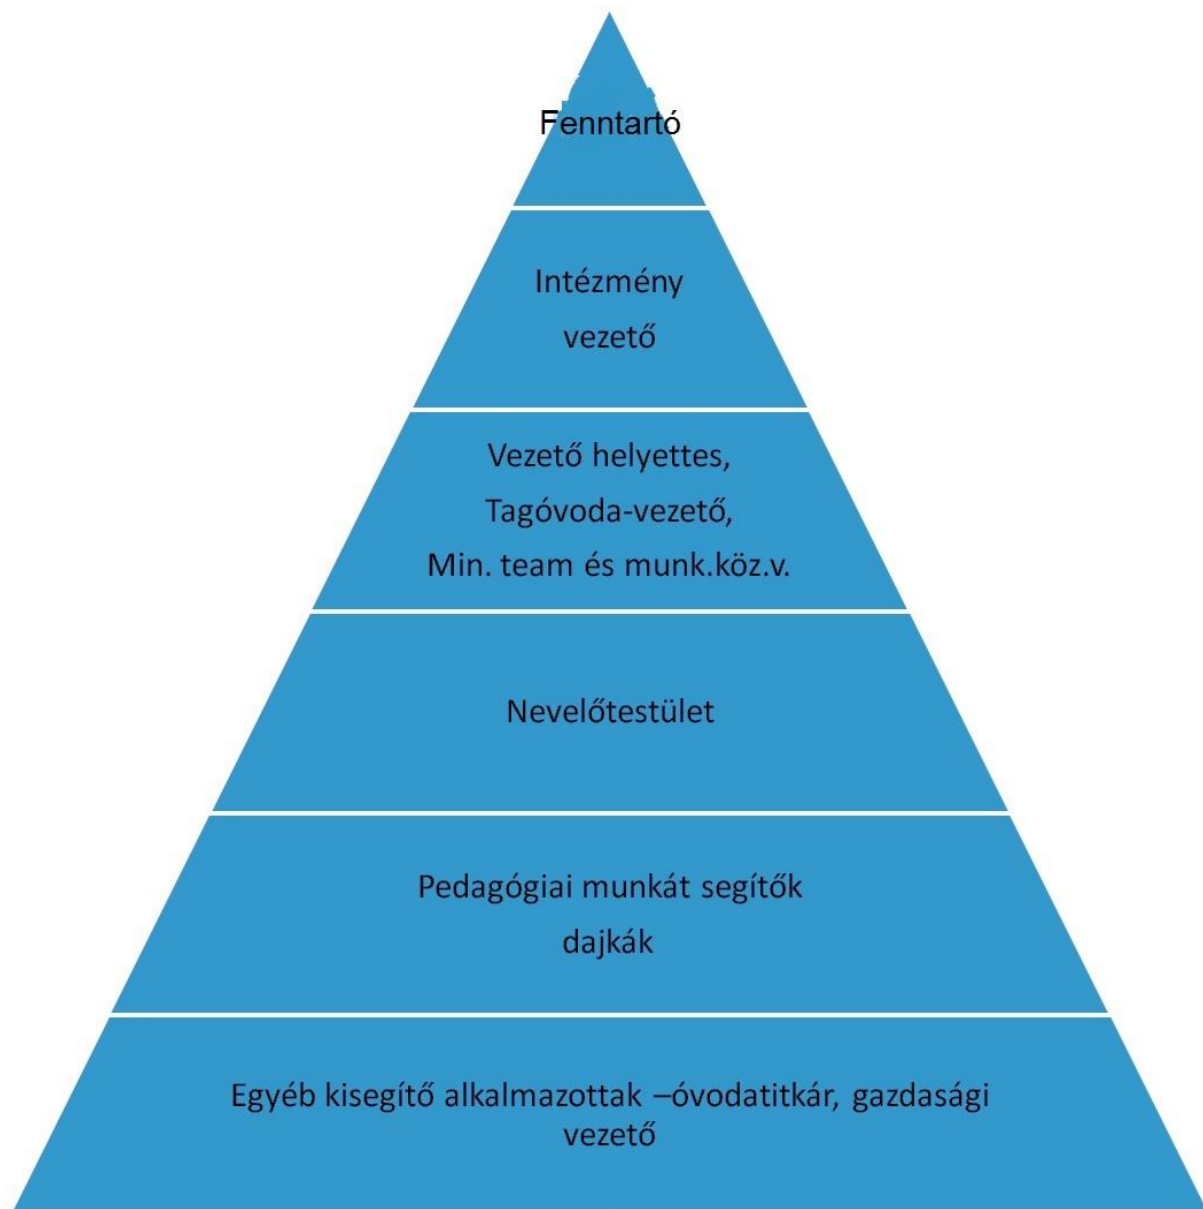 Fenntartó
Intézmény
vezető
Vezető helyettes,
Tagóvoda-vezető,
Min. team és munk.köz.v.
Nevelőtestület
Pedagógiai munkát segítők
dajkák
Egyéb kisegítő alkalmazottak –óvodatitkár, gazdasági
vezető